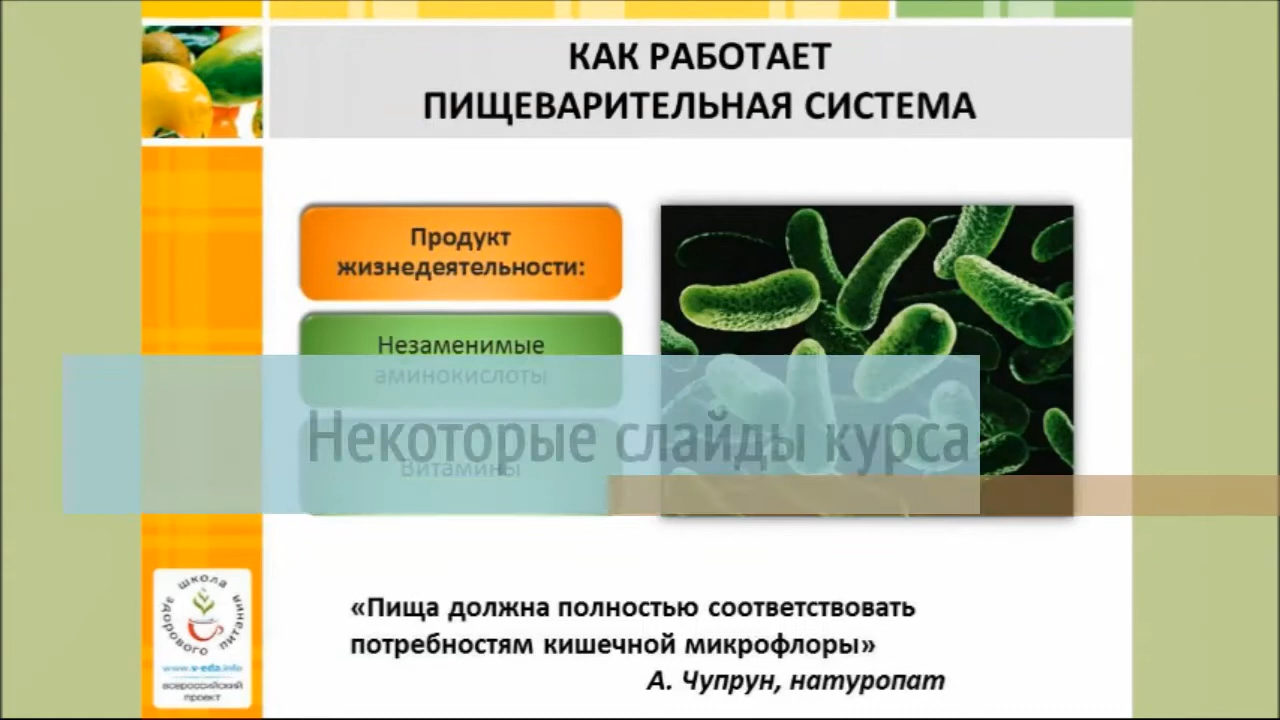 КАК РАБОТАЕТ
ПИЩЕВАРИТЕЛЬНАЯ СИСТЕМА
Продукт
жизнедеятельности:
Незаменимые
аминокислоты
Витамины
Некоторые слайды курса
«Пища должна полностью соответствовать
потребностям кишечной микрофлоры»
А. Чупрун, натуропат
школа
здорового питания
www.v-eda.info
всероссийский
проект